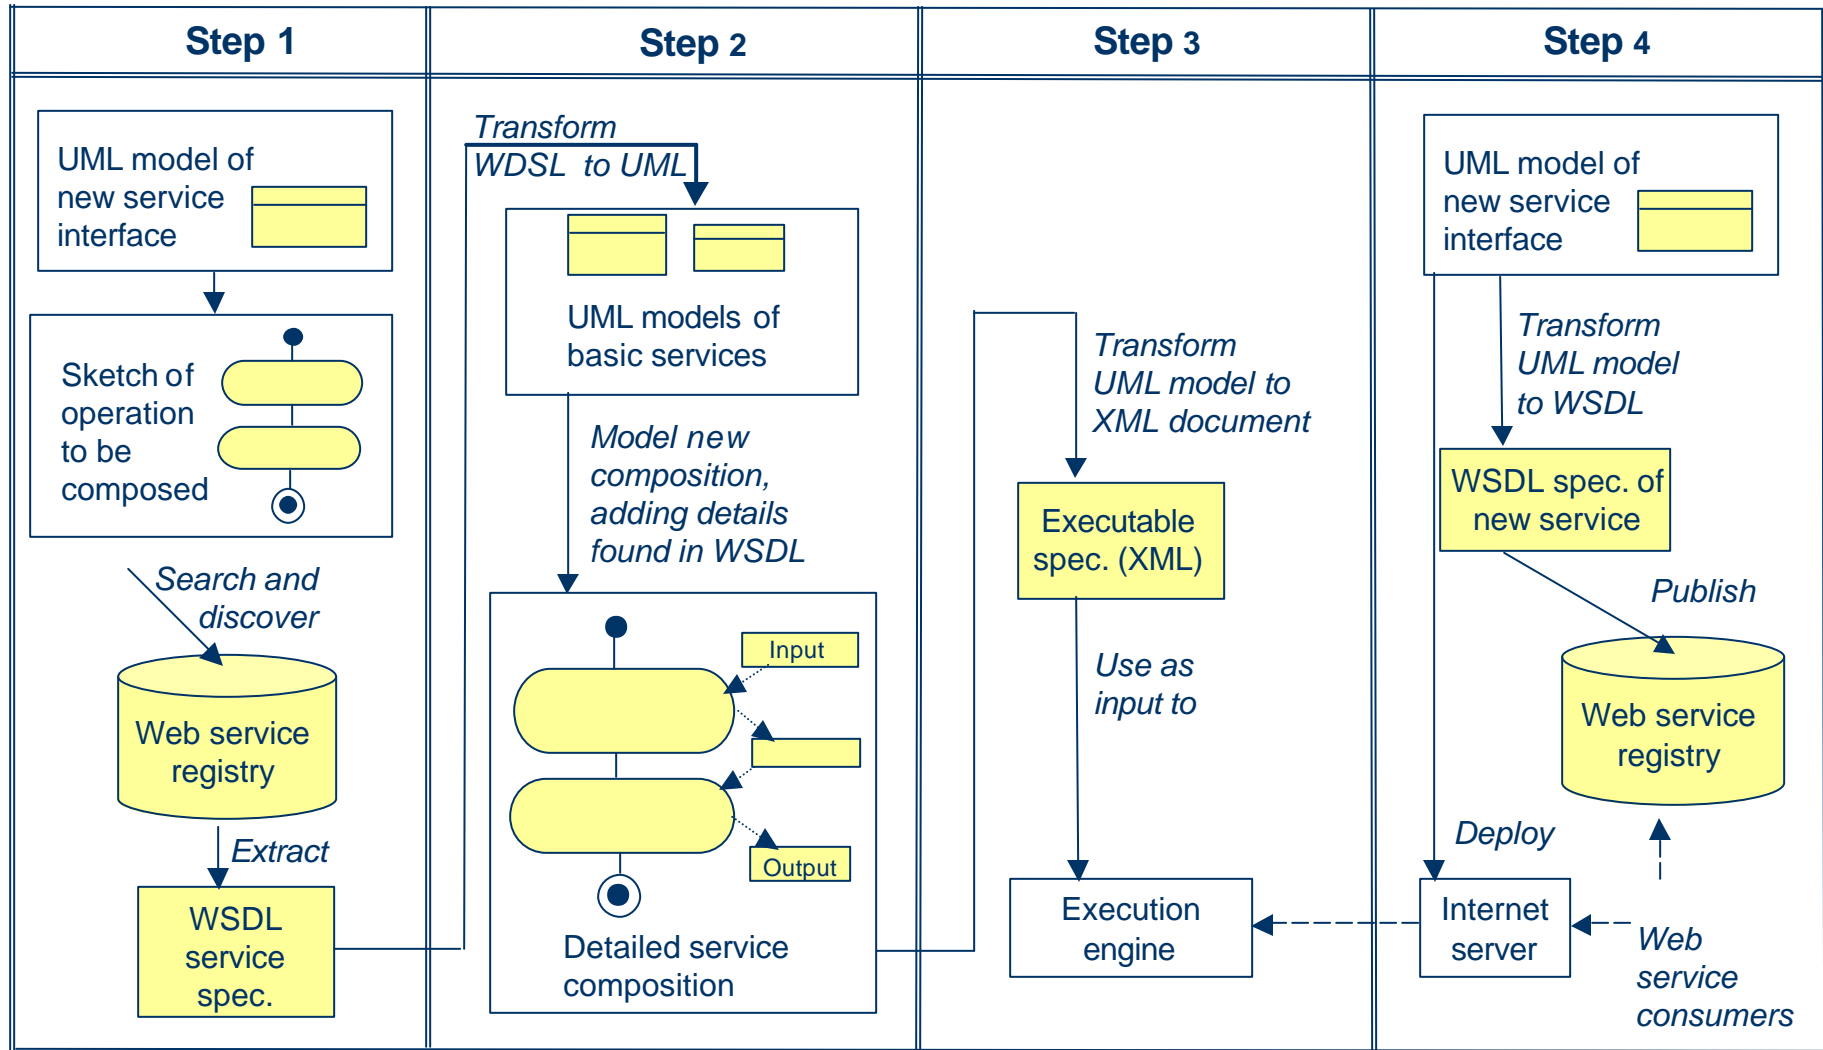 Step 1
Step 2
Step 3
Step 4
UML model of
new service
interface
Sketch of
operation
to be
composed
Search and
discover
Web service
registry
Extract
WSDL
service
spec.
Transform
WDSL to UML
UML models of
basic services
Model new
composition,
adding details
found in WSDL
Input
Output
Detailed service
composition
Transform
UML model to
XML document
Executable
spec. (XML)
Use as
input to
Execution
engine
UML model of
new service
interface
Transform
UML model
to WSDL
WSDL spec. of
new service
Publish
Web service
registry
Deploy
Internet
server
Web
service
consumers